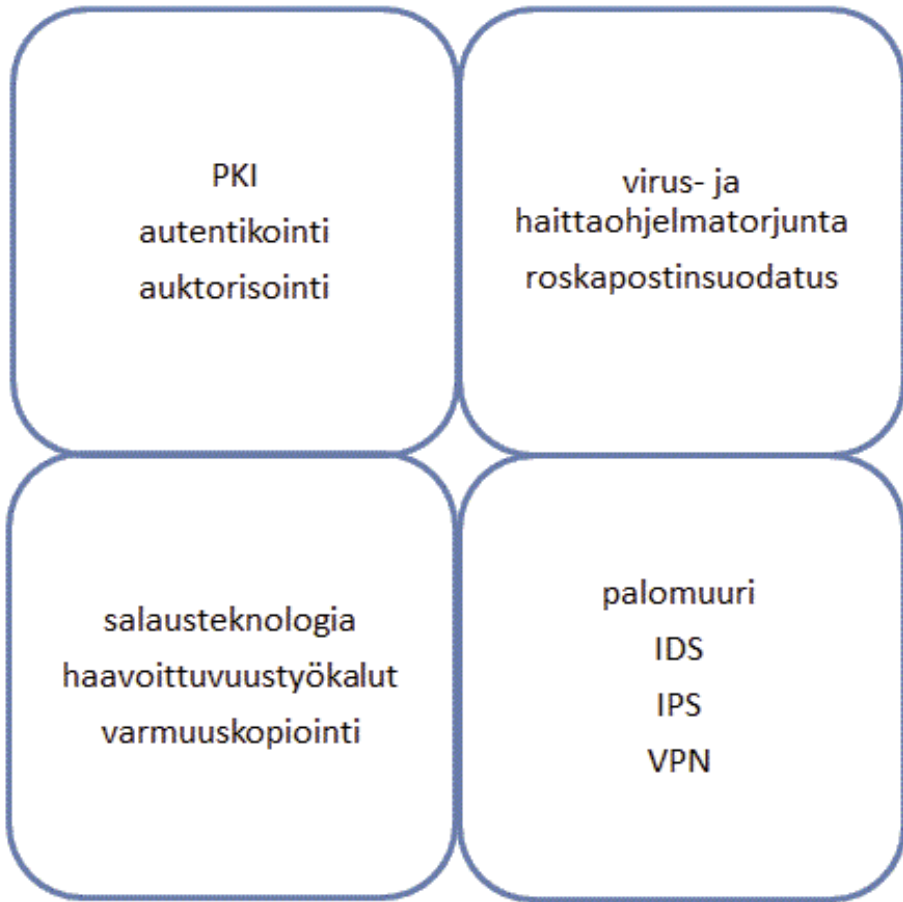 PKI
autentikointi
auktorisointi
virus- ja
haittaohjelmatorjunta
roskapostinsuodatus
salausteknologia
haavoittuvuustyökalut
varmuuskopiointi
palomuuri
IDS
IPS
VPN